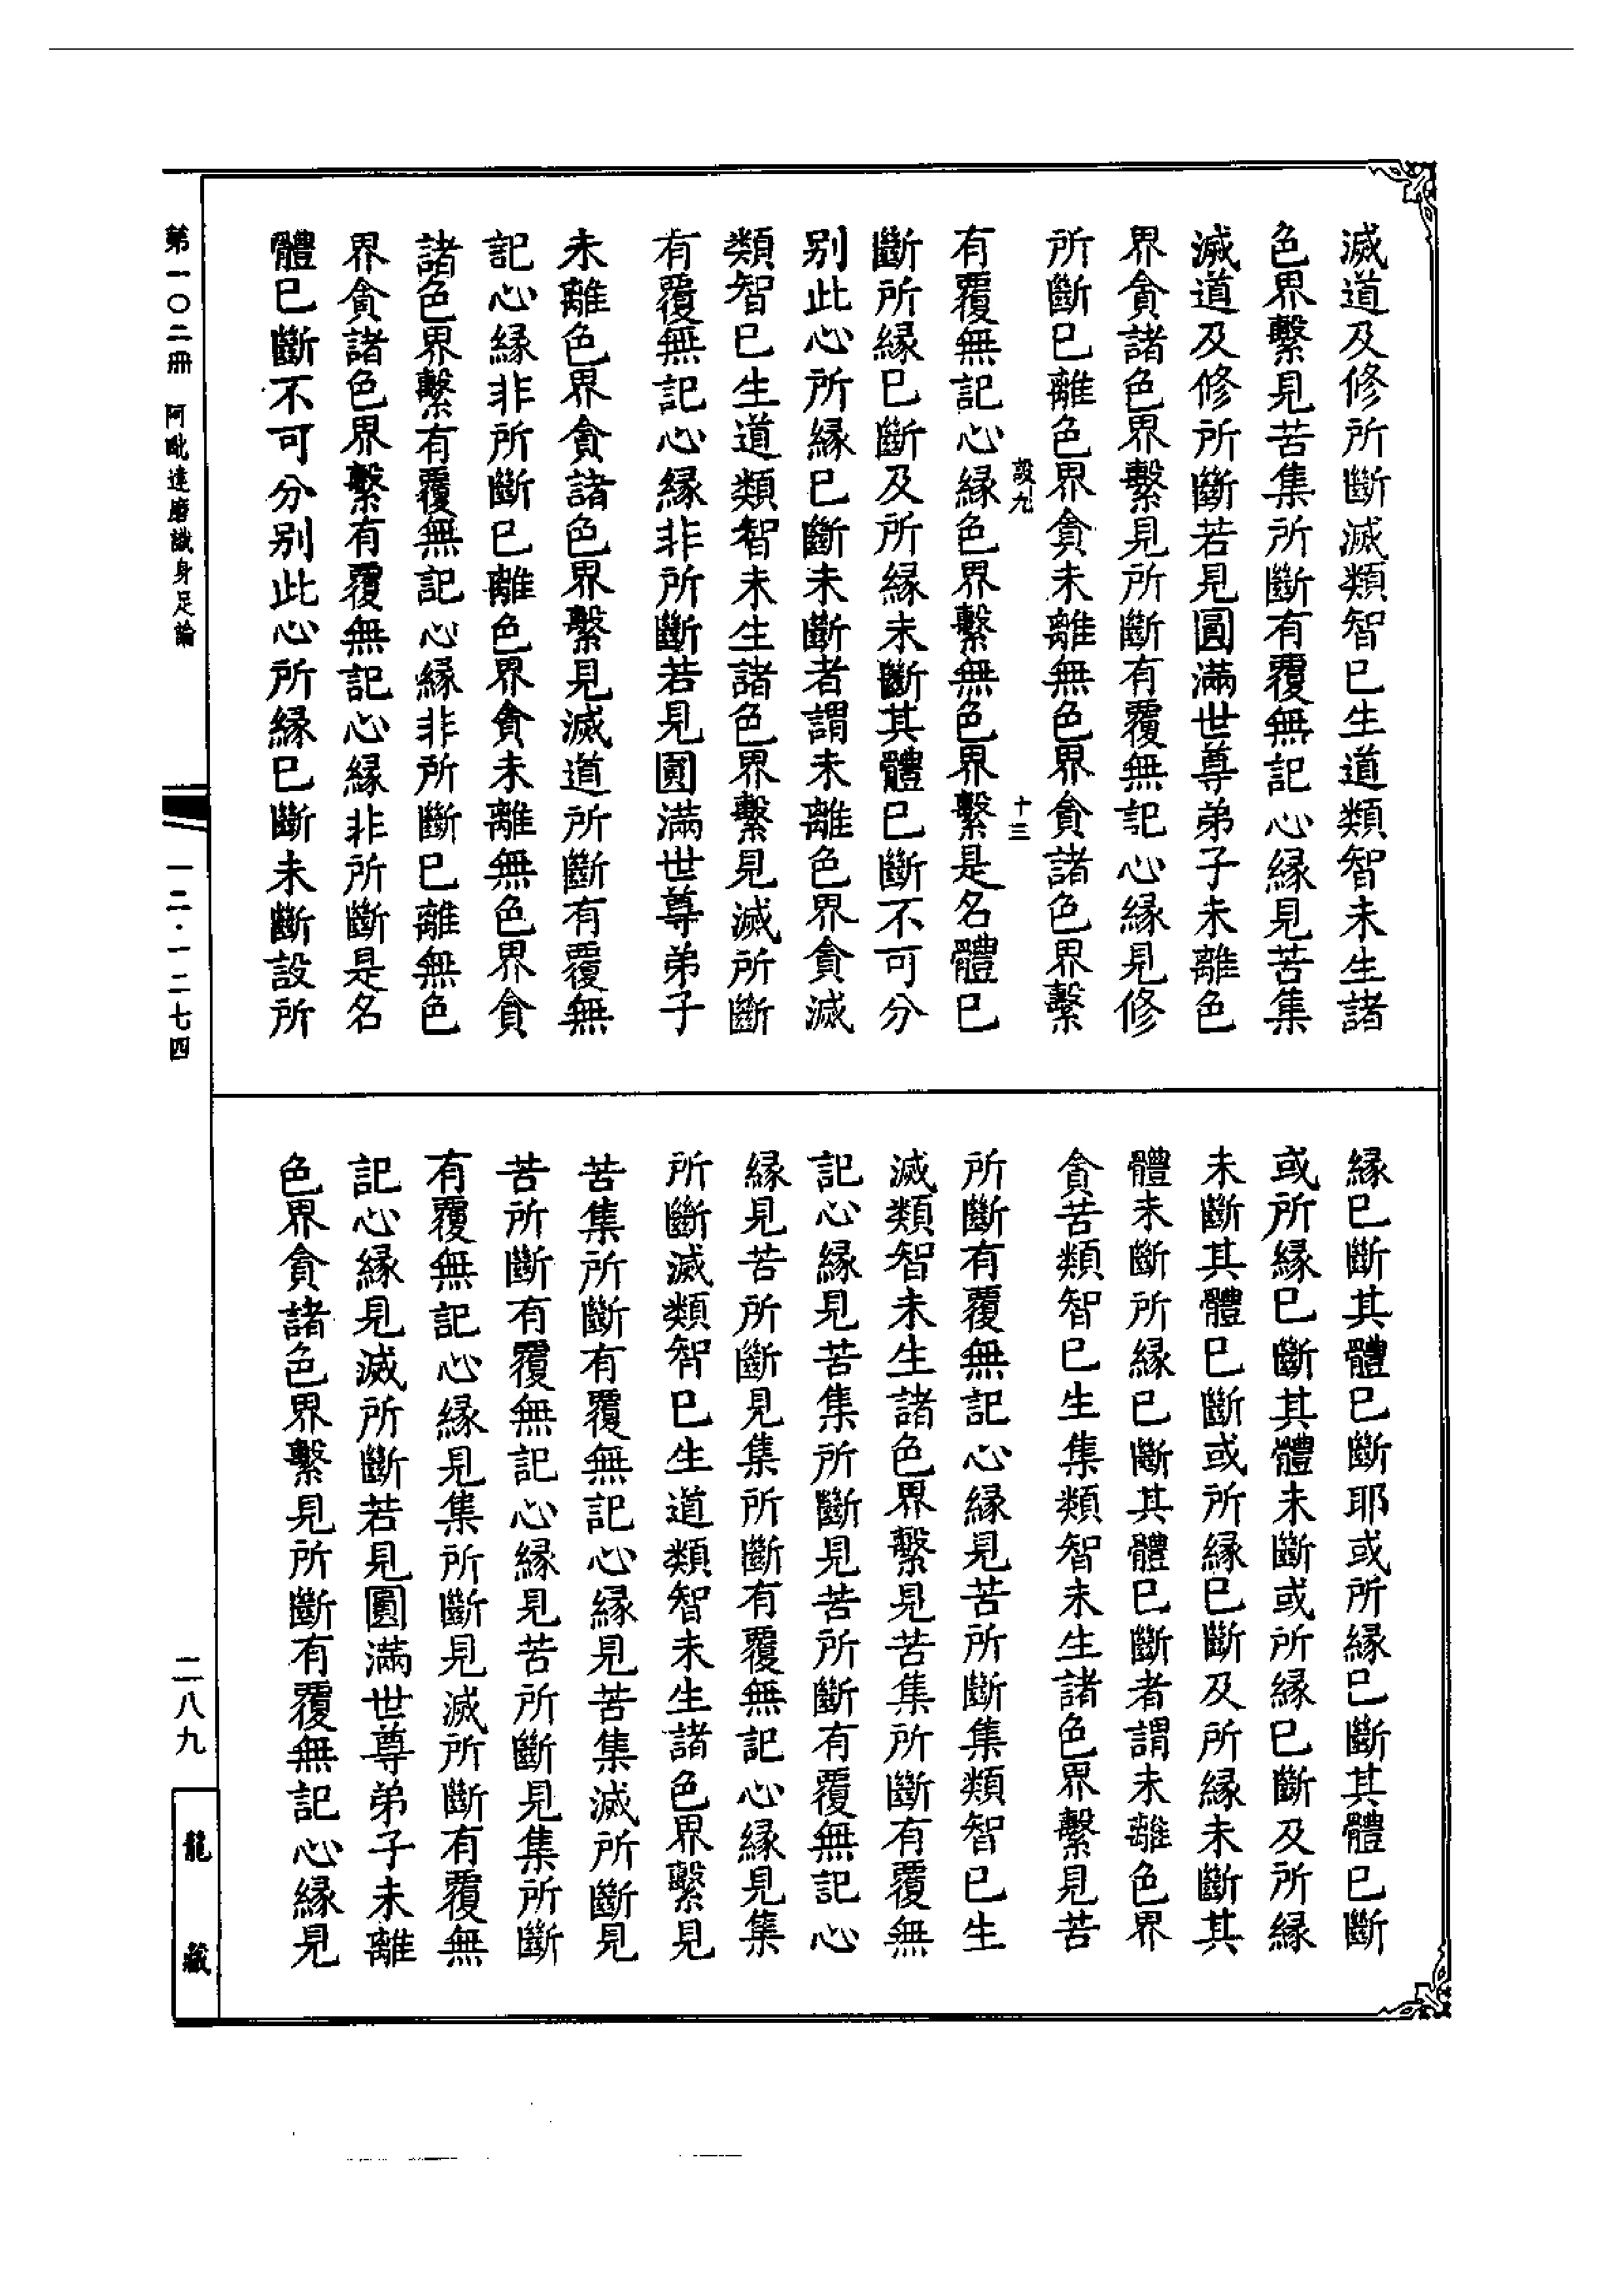 滅道及修所斷滅類智已生道類智未生諸
色界繫見苦集所斷有覆無記心緣見苦集
滅道及修所斷若見圓滿世尊弟子未離色
界貪諸色界繫見所斷有覆無記心緣見修
所斷已離色界貪未離無色界貪諸色界繫
設九　十三
有覆無記心緣色界繫無色界繫是名體已
斷所緣已斷及所緣未斷其體已斷不可分
别此心所緣已斷未斷者謂未離色界貪滅
類智已生道類智未生諸色界繫見滅所斷
有覆無記心緣非所斷若見圓滿世尊弟子
未離色界貪諸色界繫見滅道所斷有覆無
記心緣非所斷已離色界貪未離無色界貪
諸色界繫有覆無記心緣非所斷已離無色
界貪諸色界繫有覆無記心緣非所斷是名
體已斷不可分别此心所緣已斷未斷設所
緣已斷其體已斷耶或所緣已斷其體已斷
或所緣已斷其體未斷或所緣已斷及所緣
未斷其體已斷或所緣已斷及所緣未斷其
體未斷所緣已斷其體已斷者謂未離色界
貪苦類智已生集類智未生諸色界繫見苦
所斷有覆無記心緣見苦所斷集類智已生
滅類智未生諸色界繫見苦集所斷有覆無
記心緣見苦集所斷見苦所斷有覆無記心
緣見苦所斷見集所斷有覆無記心緣見集
所斷滅類智已生道類智未生諸色界繫見
苦集所斷有覆無記心緣見苦集滅所斷見
苦所斷有覆無記心緣見苦所斷見集所斷
有覆無記心緣見集所斷見滅所斷有覆無
記心緣見滅所斷若見圓滿世尊弟子未離
色界貪諸色界繫見所斷有覆無記心緣見
第一〇二冊　阿毗達磨識身足論
一二·一二七四
二八九
龍藏